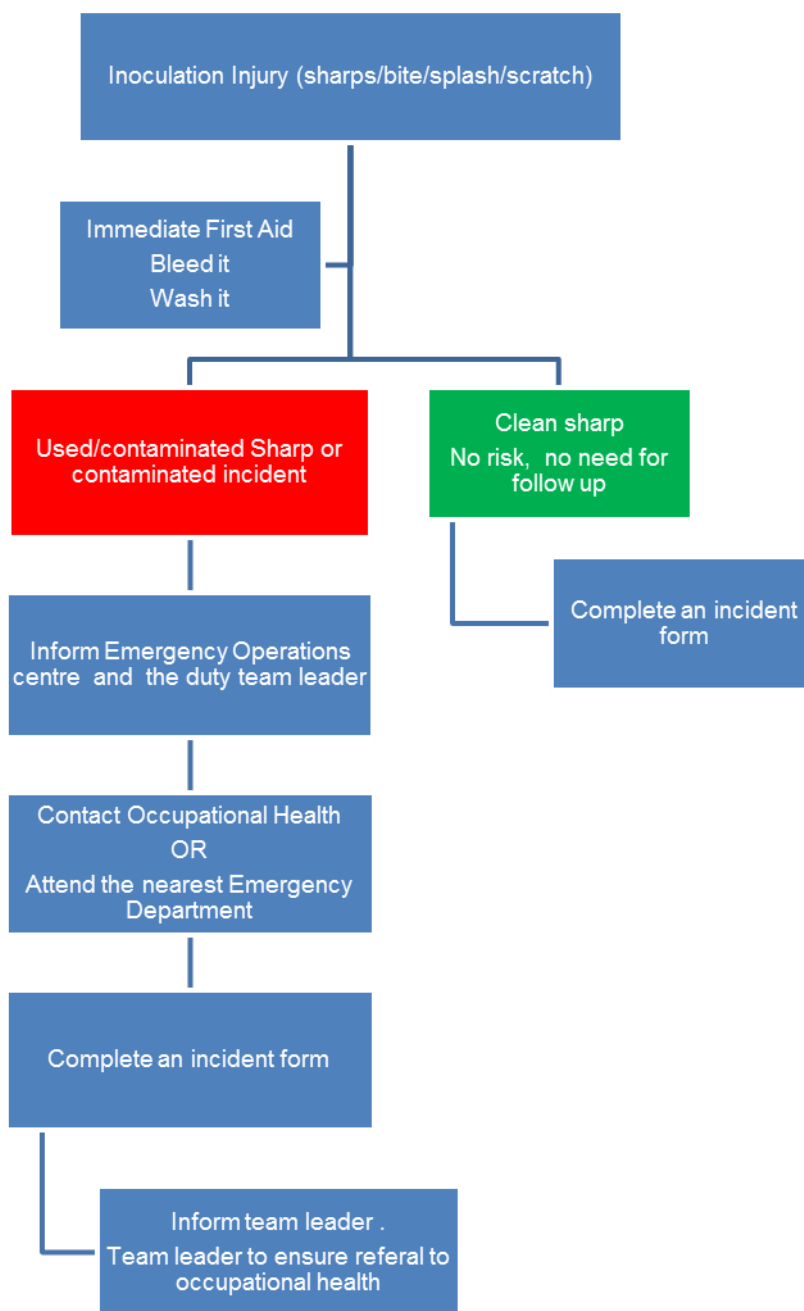 Inoculation Injury (sharps/bite/splash/scratch)
Immediate First Aid
Bleed it
Wash it
Used/contaminated Sharp or
contaminated incident
Clean sharp
No risk, no need for
follow up
Inform Emergency Operations
centre and the duty team leader
Complete an incident
form
Contact Occupational Health
OR
Attend the nearest Emergency
Department
Complete an incident form
Inform team leader .
Team leader to ensure referal to
occupational health